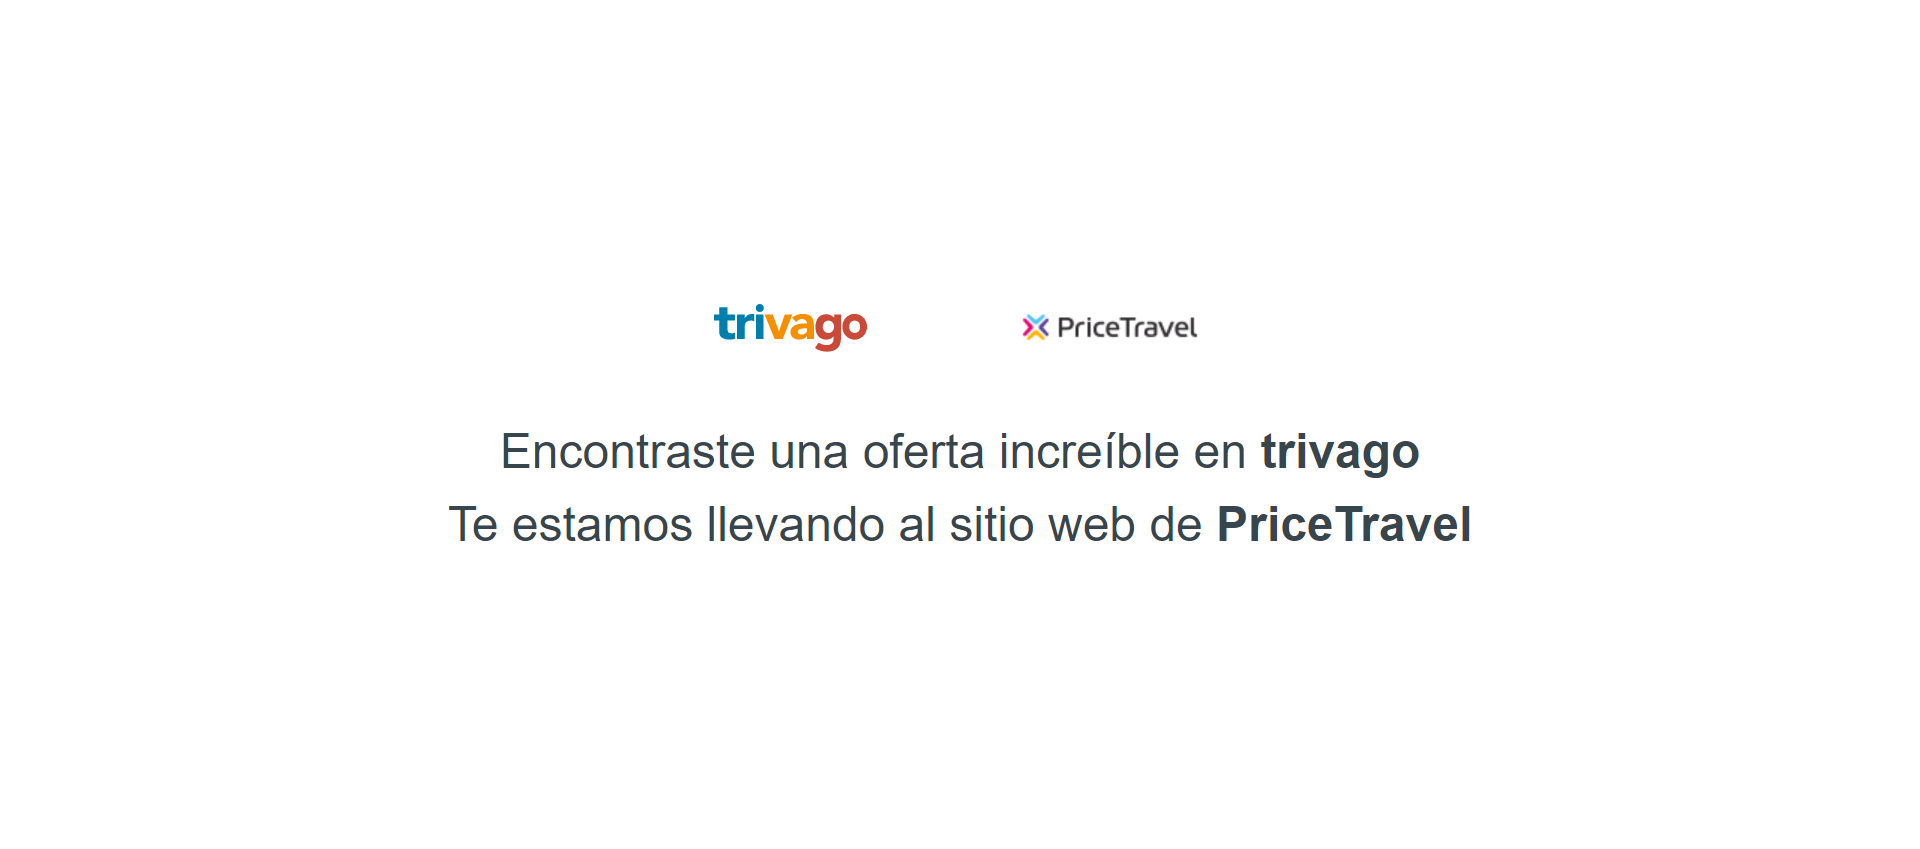 trivago PriceTravel
Encontraste una oferta increíble en trivago
Te estamos llevando al sitio web de PriceTravel